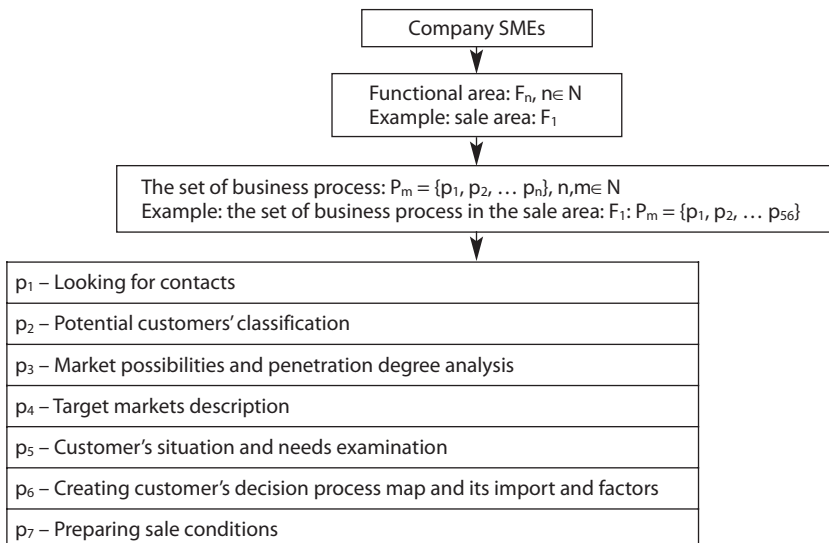 Company SMEs
Functional area: Fₙ, n∈ N
Example: sale area: F₁
The set of business process: Pₘ = {p₁, p₂, … pₙ}, n,m∈ N
Example: the set of business process in the sale area: F₁: Pₘ = {p₁, p₂, … p₅₆}
p₁ – Looking for contacts
p₂ – Potential customers’ classification
p₃ – Market possibilities and penetration degree analysis
p₄ – Target markets description
p₅ – Customer’s situation and needs examination
p₆ – Creating customer’s decision process map and its import and factors
p₇ – Preparing sale conditions